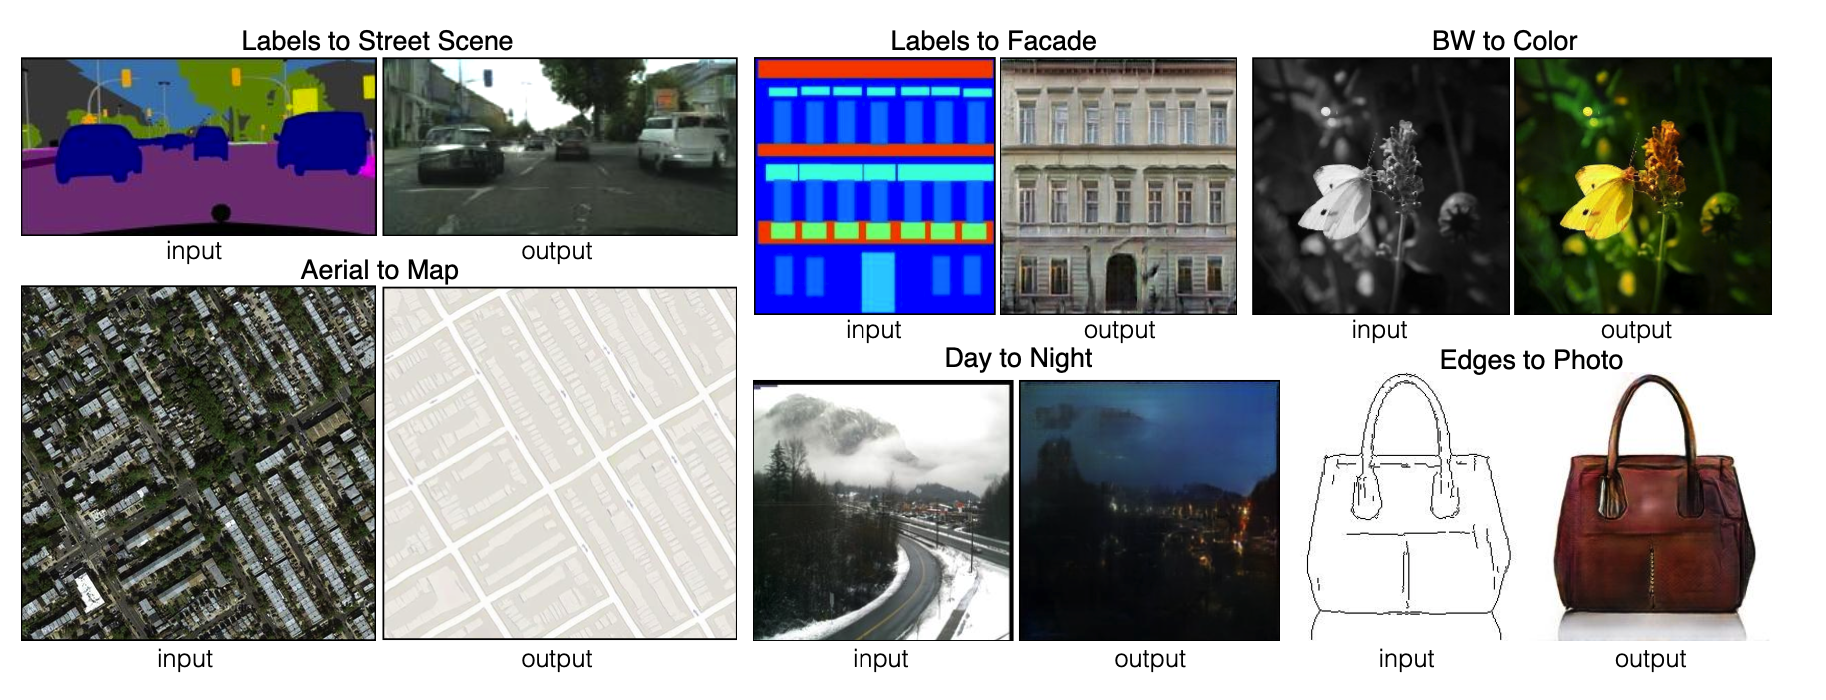 Labels to Street Scene
input
output
Aerial to Map
input
output
Labels to Facade
input
output
BW to Color
input
output
Day to Night
input
output
Edges to Photo
input
output